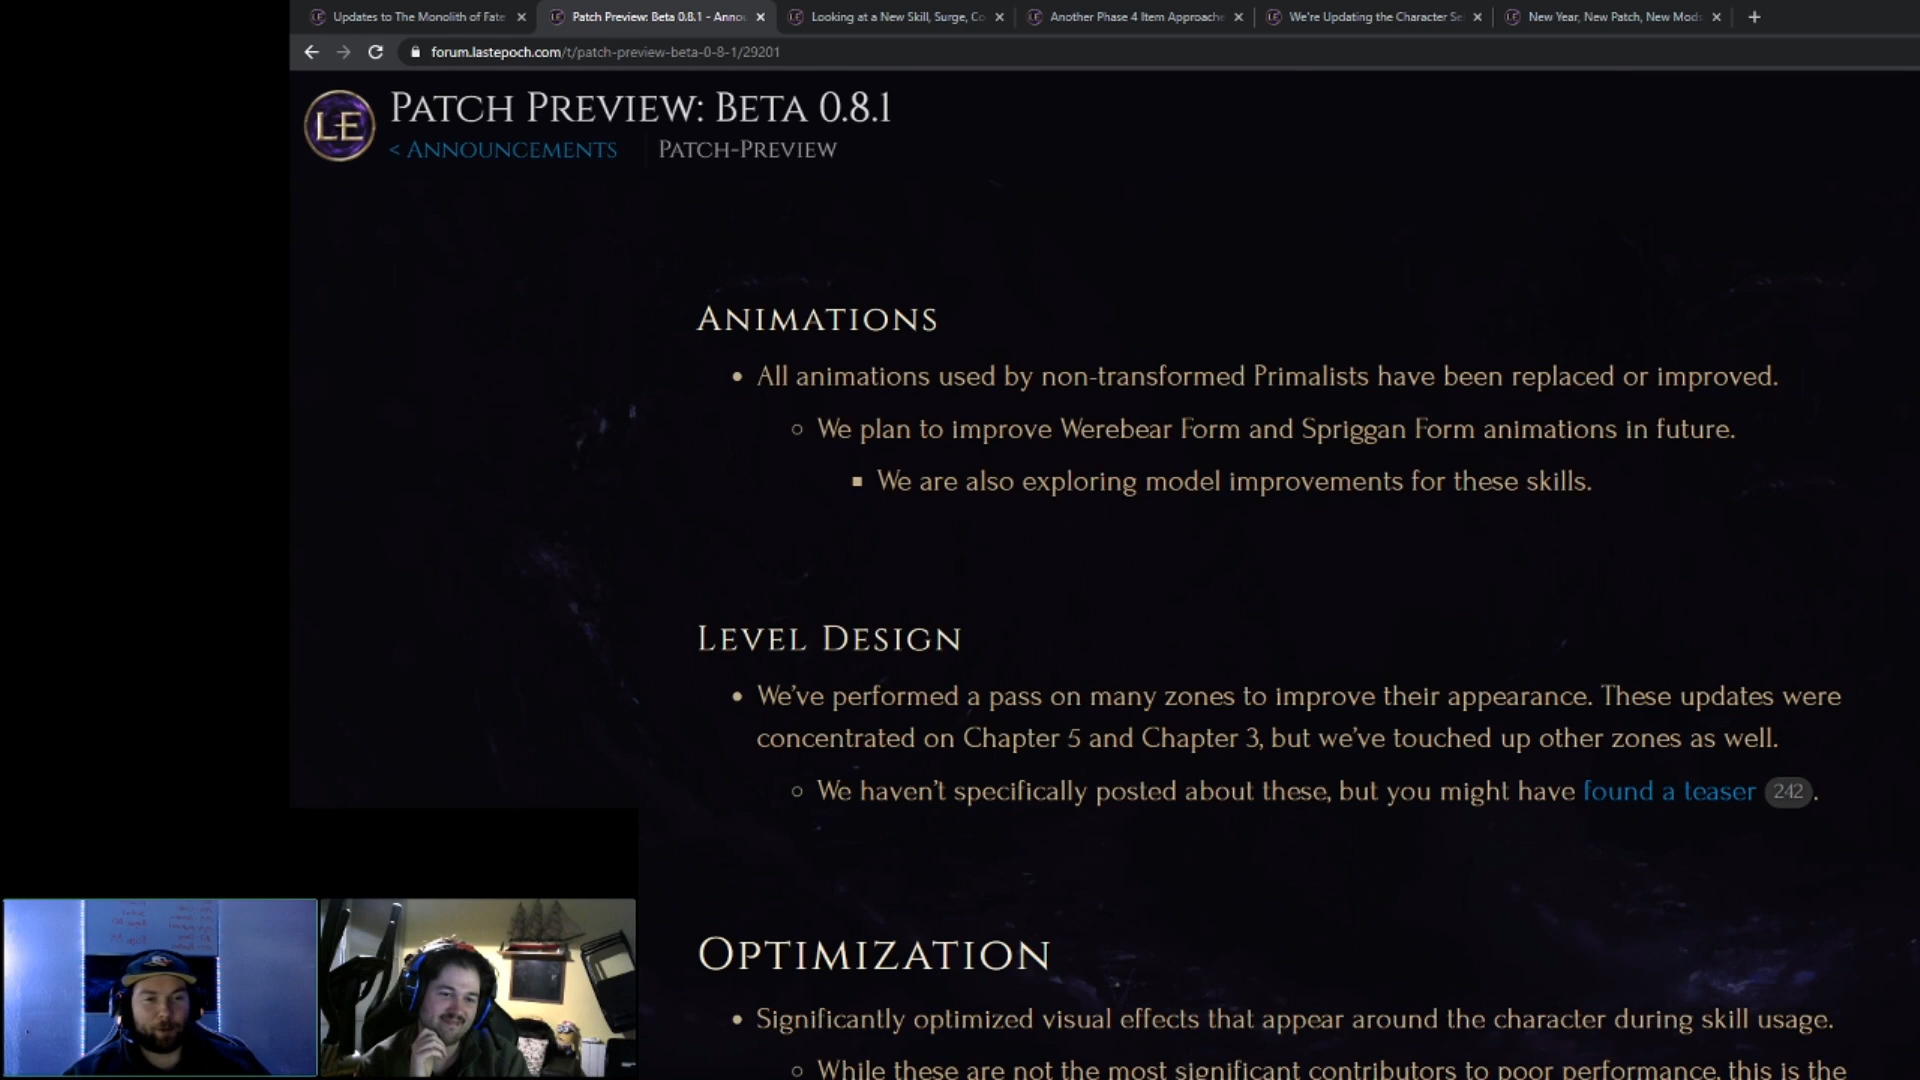 Updates to The Monolith of Fate
Patch Preview: Beta 0.8.1 - Annou
Looking at a New Skill, Surge, Co
Another Phase 4 Item Approache
We're Updating the Character Se
New Year, New Patch, New Mods
forum.lastepoch.com/t/patch-preview-beta-0-8-1/29201
LE
Patch Preview: Beta 0.8.1
< Announcements
Patch-Preview
Animations
• All animations used by non-transformed Primalists have been replaced or improved.
○ We plan to improve Werebear Form and Spriggan Form animations in future.
■ We are also exploring model improvements for these skills.
Level Design
• We've performed a pass on many zones to improve their appearance. These updates were
concentrated on Chapter 5 and Chapter 3, but we've touched up other zones as well.
○ We haven't specifically posted about these, but you might have found a teaser 242.
Optimization
• Significantly optimized visual effects that appear around the character during skill usage.
○ While these are not the most significant contributors to poor performance, this is the